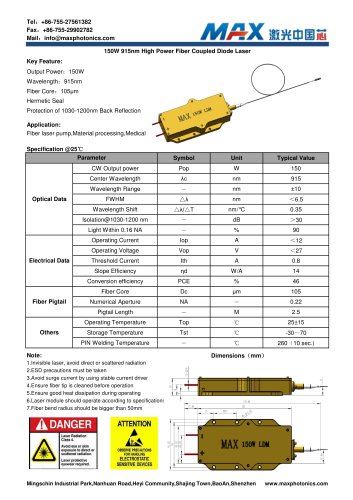 Tel：+86-755-27561382
Fax：+86-755-29902782
Mail：info@maxphotonics.com
MAX 激光中国芯
150W 915nm High Power Fiber Coupled Diode Laser
Key Feature:
Output Power：150W
Wavelength：915nm
Fiber Core：105μm
Hermetic Seal
Protection of 1030-1200nm Back Reflection
MAX 150W LDM
Application:
Fiber laser pump,Material processing,Medical
Specification @25℃
Parameter Symbol Unit Typical Value
Optical Data
CW Output power Pop W 150
Center Wavelength λc nm 915
Wavelength Range － nm ±10
FWHM △λ nm ＜6.5
Wavelength Shift △λ/△T nm/℃ 0.35
Isolation@1030-1200 nm － dB ＞30
Light Within 0.16 NA － % 90
Electrical Data
Operating Current Iop A ＜12
Operating Voltage Vop V ＜27
Threshold Current Ith A 0.8
Slope Efficiency ηd W/A 14
Conversion efficiency PCE % 46
Fiber Pigtail
Fiber Core Dc μm 105
Numerical Aperture NA － 0.22
Pigtail Length － M 2.5
Others
Operating Temperature Top ℃ 25±15
Storage Temperature Tst ℃ -30～70
PIN Welding Temperature － ℃ 260（10 sec.）
Note:
1.Invisible laser, avoid direct or scattered radiation
2.ESD precautions must be taken
3.Avoid surge current by using stable current driver
4.Ensure fiber tip is cleaned before operation
5.Ensure good heat dissipation during operating
6.Laser module should operate according to specifications
7.Fiber bend radius should be bigger than 50mm
Dimensions（mm）
DANGER
Laser Radiation
Class 4.
Avoid eye or skin
exposure to direct or
scattered radiation.
Laser protective
eyewear required.
ATTENTION
OBSERVE PRECAUTIONS
FOR HANDLING
ELECTROSTATIC
SENSITIVE
DEVICES
MAX 150W LDM
Mingschin Industrial Park,Nanhuan Road,Heyi Community,Shajing Town,BaoAn,Shenzhen www.maxphotonics.com